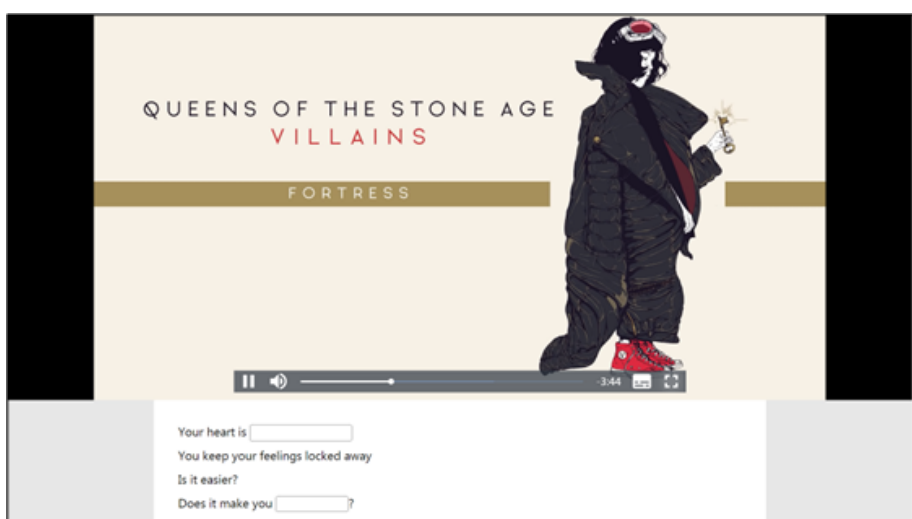 QUEENS OF THE STONE AGE
VILLAINS
FORTRESS
-3:44
Your heart is
You keep your feelings locked away
Is it easier?
Does it make you ?